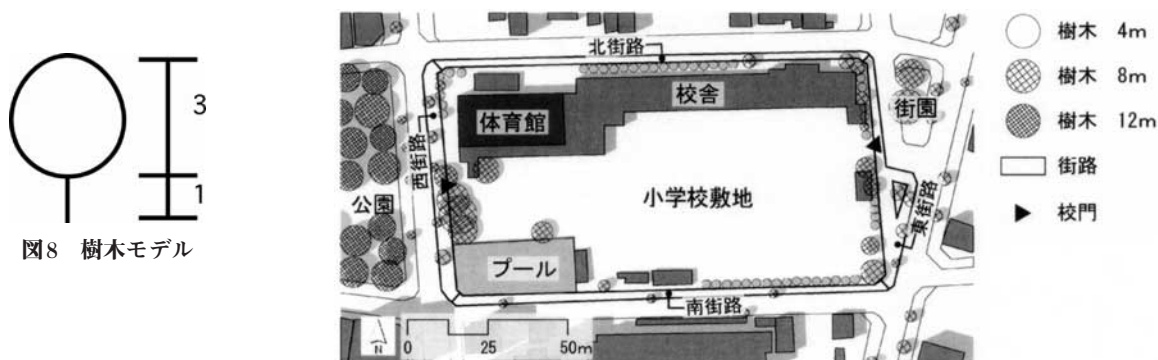 3
1
図8 樹木モデル
北街路
校舎
体育館
街園
西街路
小学校敷地
公園
東街路
プール
南街路
N
0 25 50m
樹木 4m
樹木 8m
樹木 12m
街路
校門